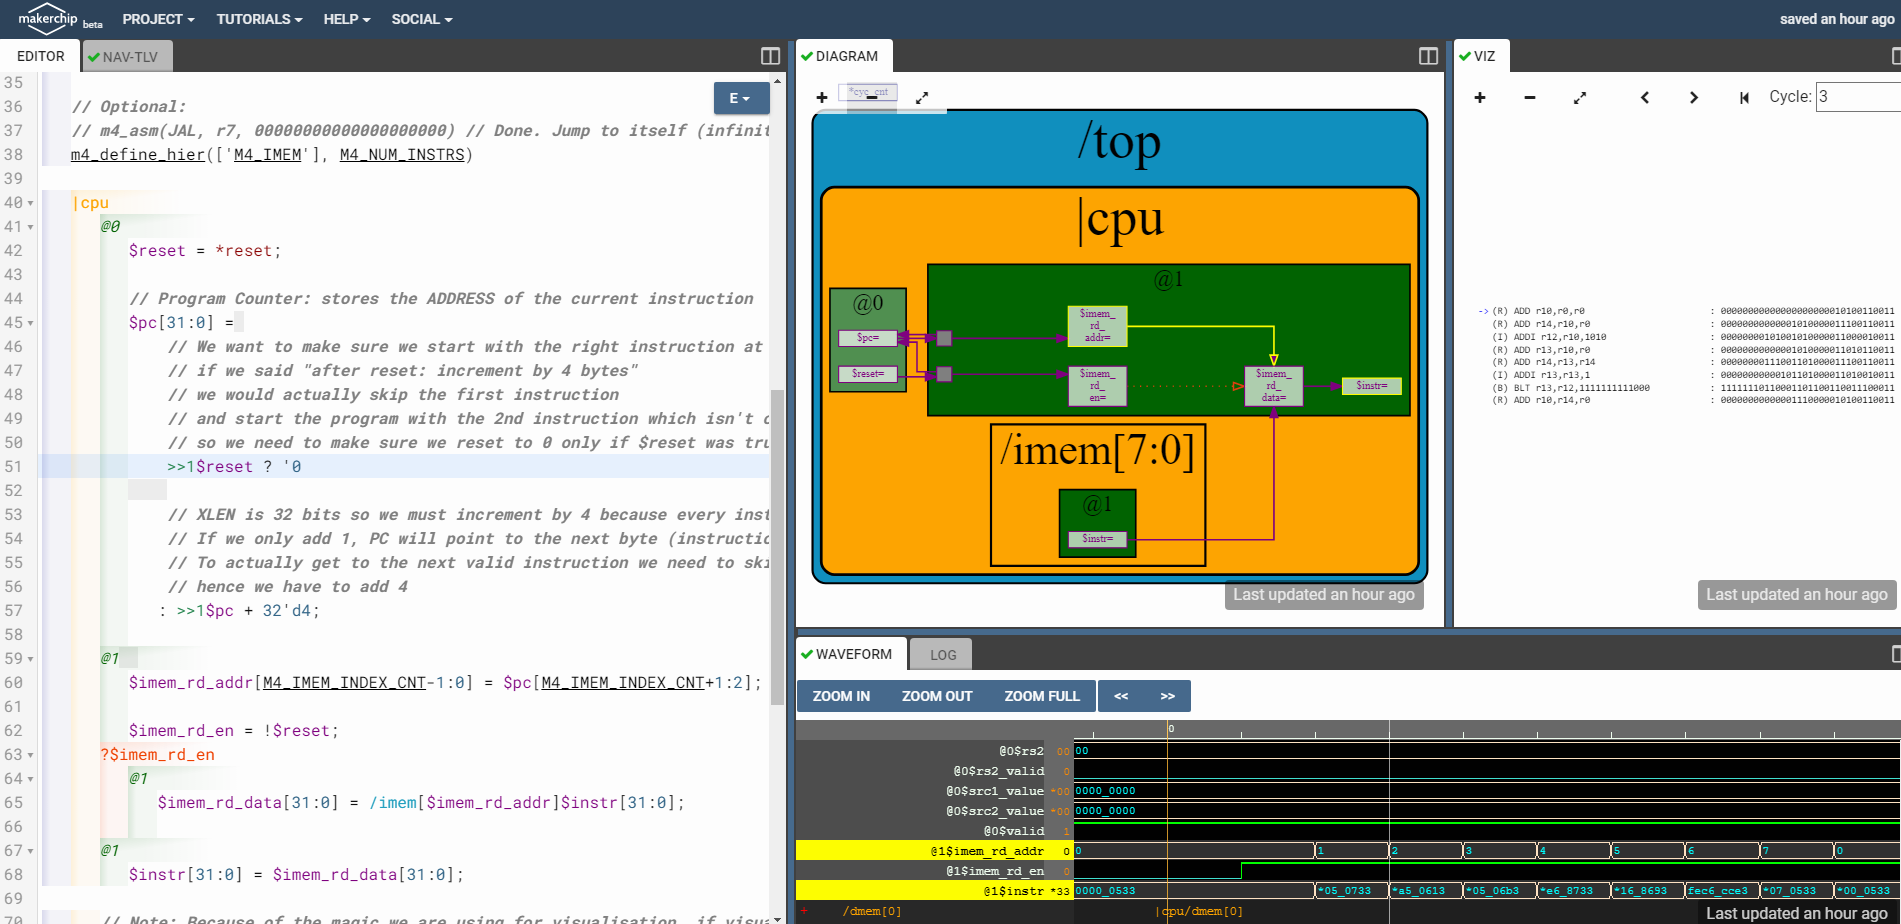 makerchip beta PROJECT TUTORIALS HELP SOCIAL saved an hour ago
EDITOR NAV-TLV
E
35
36 // Optional:
37 // m4_asm(JAL, r7, 00000000000000000000) // Done. Jump to itself (infinit
38 m4_define_hier(['M4_IMEM'], M4_NUM_INSTRS)
39
40 |cpu
41 @0
42 $reset = *reset;
43
44 // Program Counter: stores the ADDRESS of the current instruction
45 $pc[31:0] =
46 // We want to make sure we start with the right instruction at
47 // if we said "after reset: increment by 4 bytes"
48 // we would actually skip the first instruction
49 // and start the program with the 2nd instruction which isn't
50 // so we need to make sure we reset to 0 only if $reset was tru
51 >>1$reset ? '0
52
53 // XLEN is 32 bits so we must increment by 4 because every inst
54 // If we only add 1, PC will point to the next byte (instructio
55 // To actually get to the next valid instruction we need to ski
56 // hence we have to add 4
57 : >>1$pc + 32'd4;
58
59 @1
60 $imem_rd_addr[M4_IMEM_INDEX_CNT-1:0] = $pc[M4_IMEM_INDEX_CNT+1:2];
61
62 $imem_rd_en = !$reset;
63 ?$imem_rd_en
64 @1
65 $imem_rd_data[31:0] = /imem[$imem_rd_addr]$instr[31:0];
66
67 @1
68 $instr[31:0] = $imem_rd_data[31:0];
69
70 // Note: Because of the magic we are using for visualisation, if visua
DIAGRAM
*cyc_cnt
/top
|cpu
@0
$pc=
$reset=
@1
$imem_
rd_
addr=
$imem_
rd_
en=
$imem_
rd_
data=
$instr=
/imem[7:0]
@1
$instr=
Last updated an hour ago
VIZ
Cycle: 3
-> (R) ADD r10,r0,r0 : 00000000000000000000010100110011
(R) ADD r14,r10,r0 : 00000000000001010000011100110011
(I) ADDI r12,r10,1010 : 00000000101001010000011000010011
(R) ADD r13,r10,r0 : 00000000000001010000011010110011
(R) ADD r14,r13,r14 : 00000000111001101000011100110011
(I) ADDI r13,r13,1 : 00000000000101101000011010010011
(B) BLT r13,r12,1111111111000 : 11111110110001101100110011100011
(R) ADD r10,r14,r0 : 00000000000001110000010100110011
Last updated an hour ago
WAVEFORM LOG
ZOOM IN ZOOM OUT ZOOM FULL << >>
0
@0$rs2 00 00
@0$rs2_valid 0
@0$src1_value *00 0000_0000
@0$src2_value *00 0000_0000
@0$valid 1
@1$imem_rd_addr 0 0 1 2 3 4 5 6 7 0
@1$imem_rd_en 0
@1$instr *33 0000_0533 *05_0733 *a5_0613 *05_06b3 *e6_8733 *16_8693 fec6_cce3 *07_0533 *00_0533
+ /dmem[0] |cpu/dmem[0]
Last updated an hour ago